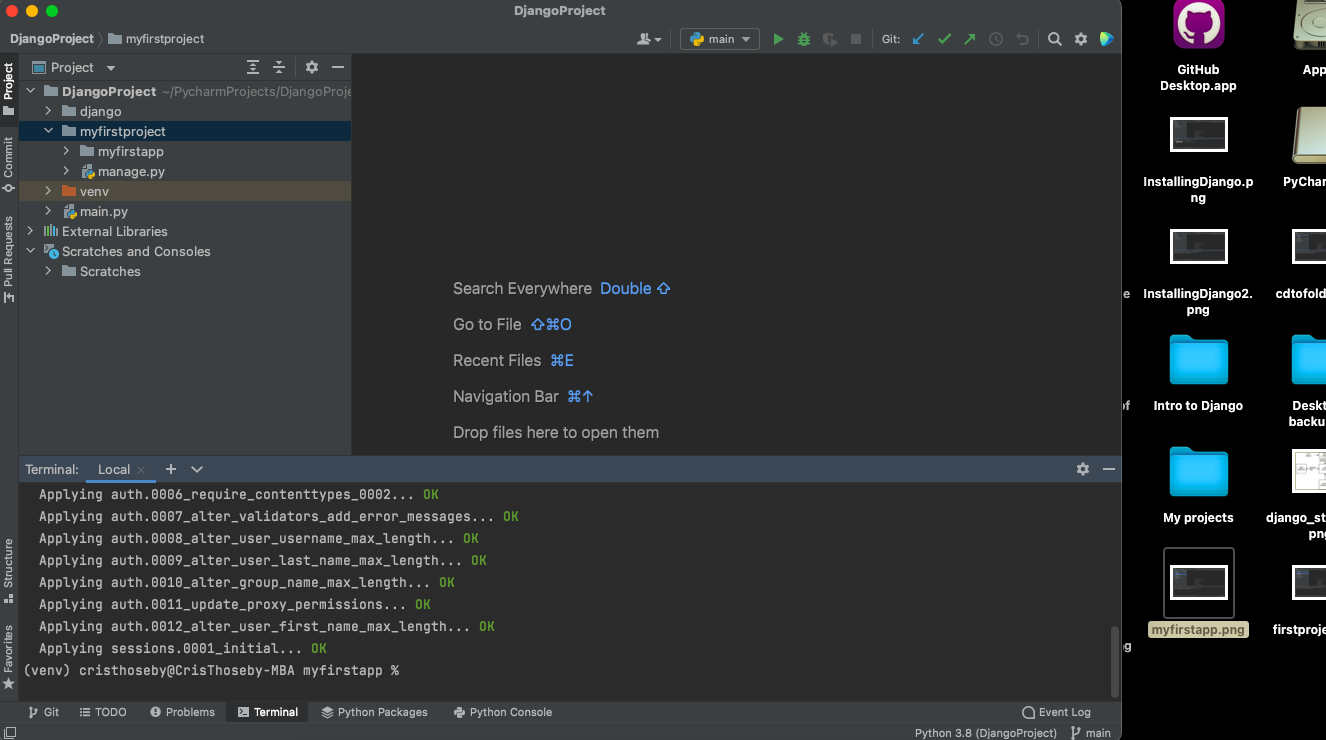 DjangoProject
DjangoProject myfirstproject
main
Git:
Project
Project
DjangoProject ~/PycharmProjects/DjangoProje
django
myfirstproject
myfirstapp
manage.py
venv
main.py
External Libraries
Scratches and Consoles
Scratches
Commit
Pull Requests
Structure
Favorites
Search Everywhere Double ⇧
Go to File ⇧⌘O
Recent Files ⌘E
Navigation Bar ⌘↑
Drop files here to open them
Terminal: Local × +
Applying auth.0006_require_contenttypes_0002... OK
Applying auth.0007_alter_validators_add_error_messages... OK
Applying auth.0008_alter_user_username_max_length... OK
Applying auth.0009_alter_user_last_name_max_length... OK
Applying auth.0010_alter_group_name_max_length... OK
Applying auth.0011_update_proxy_permissions... OK
Applying auth.0012_alter_user_first_name_max_length... OK
Applying sessions.0001_initial... OK
(venv) cristhoseby@CrisThoseby-MBA myfirstapp %
Git TODO Problems Terminal Python Packages Python Console Event Log
Python 3.8 (DjangoProject) main
GitHub
Desktop.app
App
InstallingDjango.p
ng
PyChar
e
InstallingDjango2.
png
cdtofold
of
Intro to Django
Deskt
backu
My projects
django_st
png
myfirstapp.png
firstproje
ng